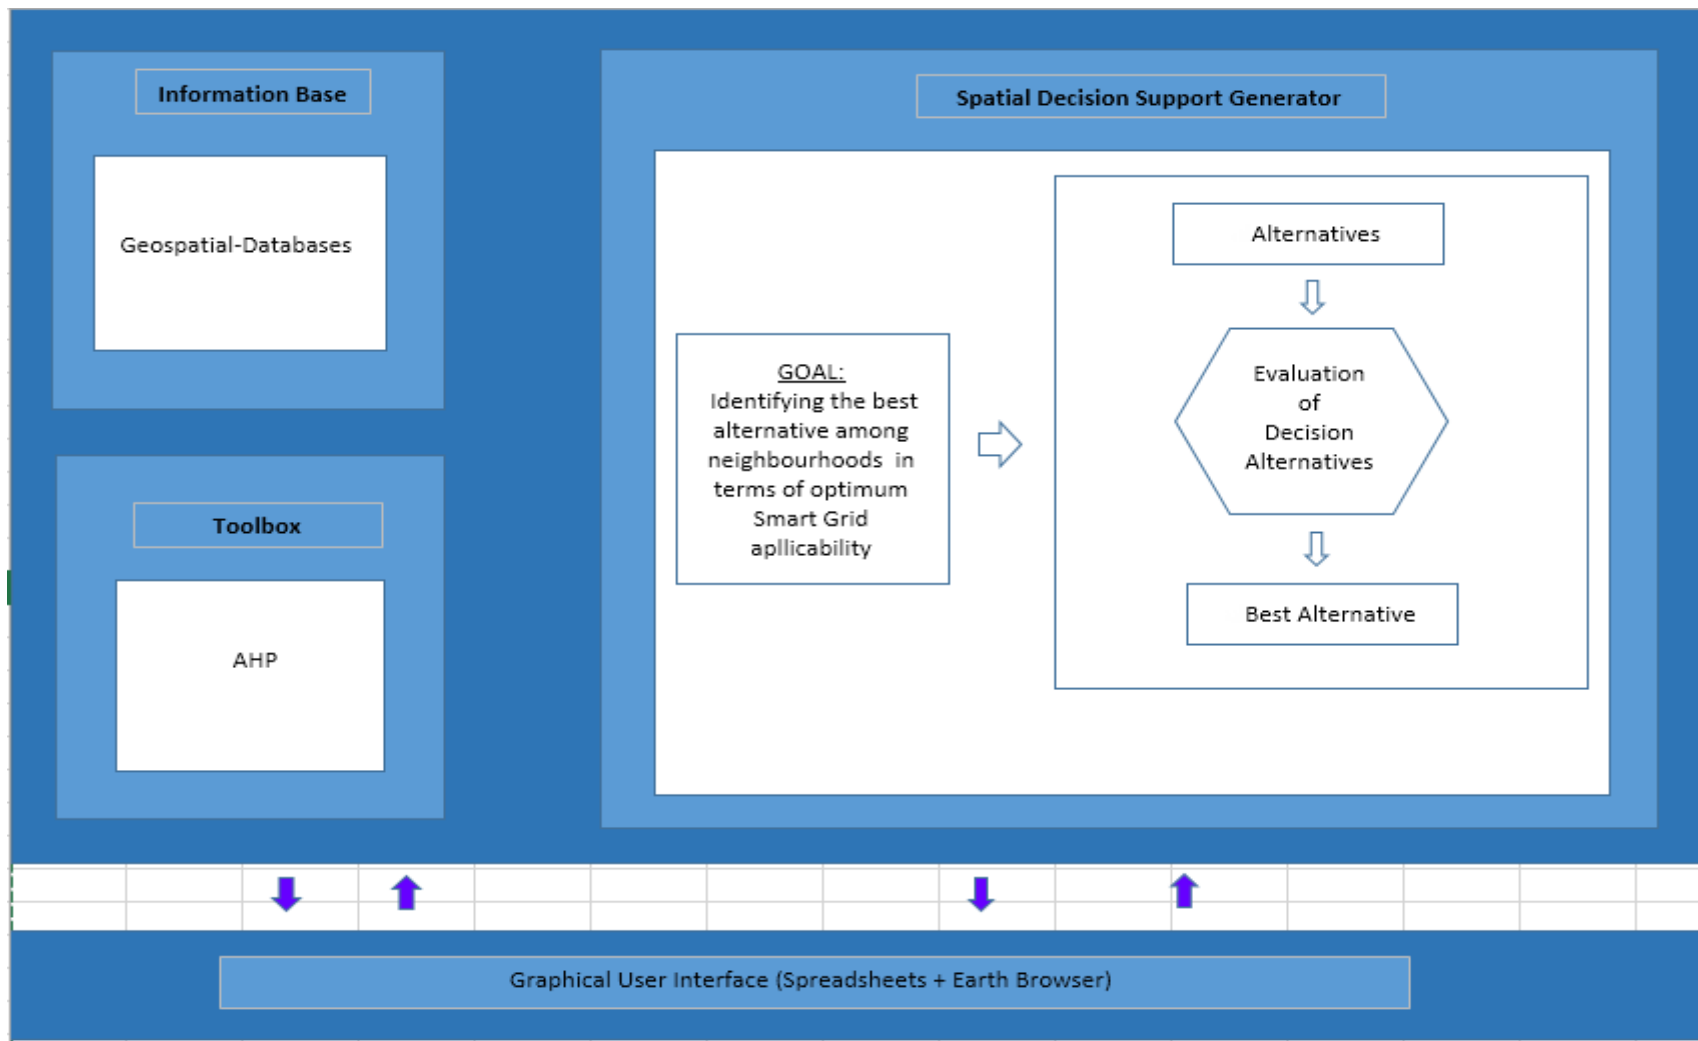 Information Base
Geospatial-Databases
Toolbox
AHP
Spatial Decision Support Generator
GOAL:
Identifying the best
alternative among
neighbourhoods in
terms of optimum
Smart Grid
apllicability
Alternatives
Evaluation
of
Decision
Alternatives
Best Alternative
Graphical User Interface (Spreadsheets + Earth Browser)